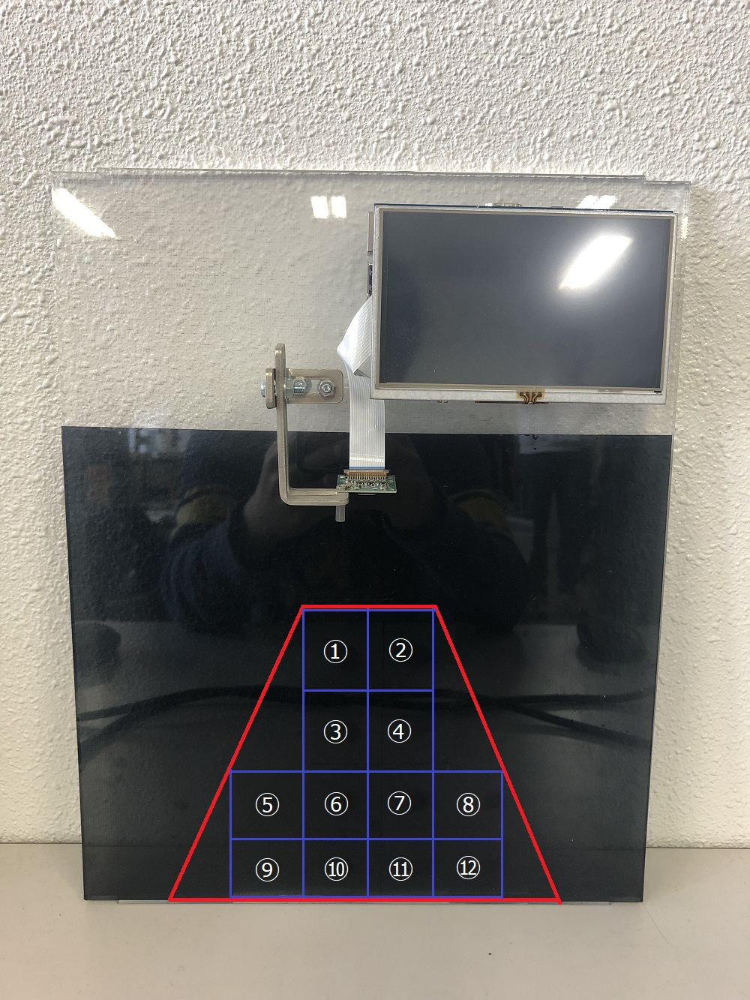 ① ②
③ ④
⑤ ⑥ ⑦ ⑧
⑨ ⑩ ⑪ ⑫